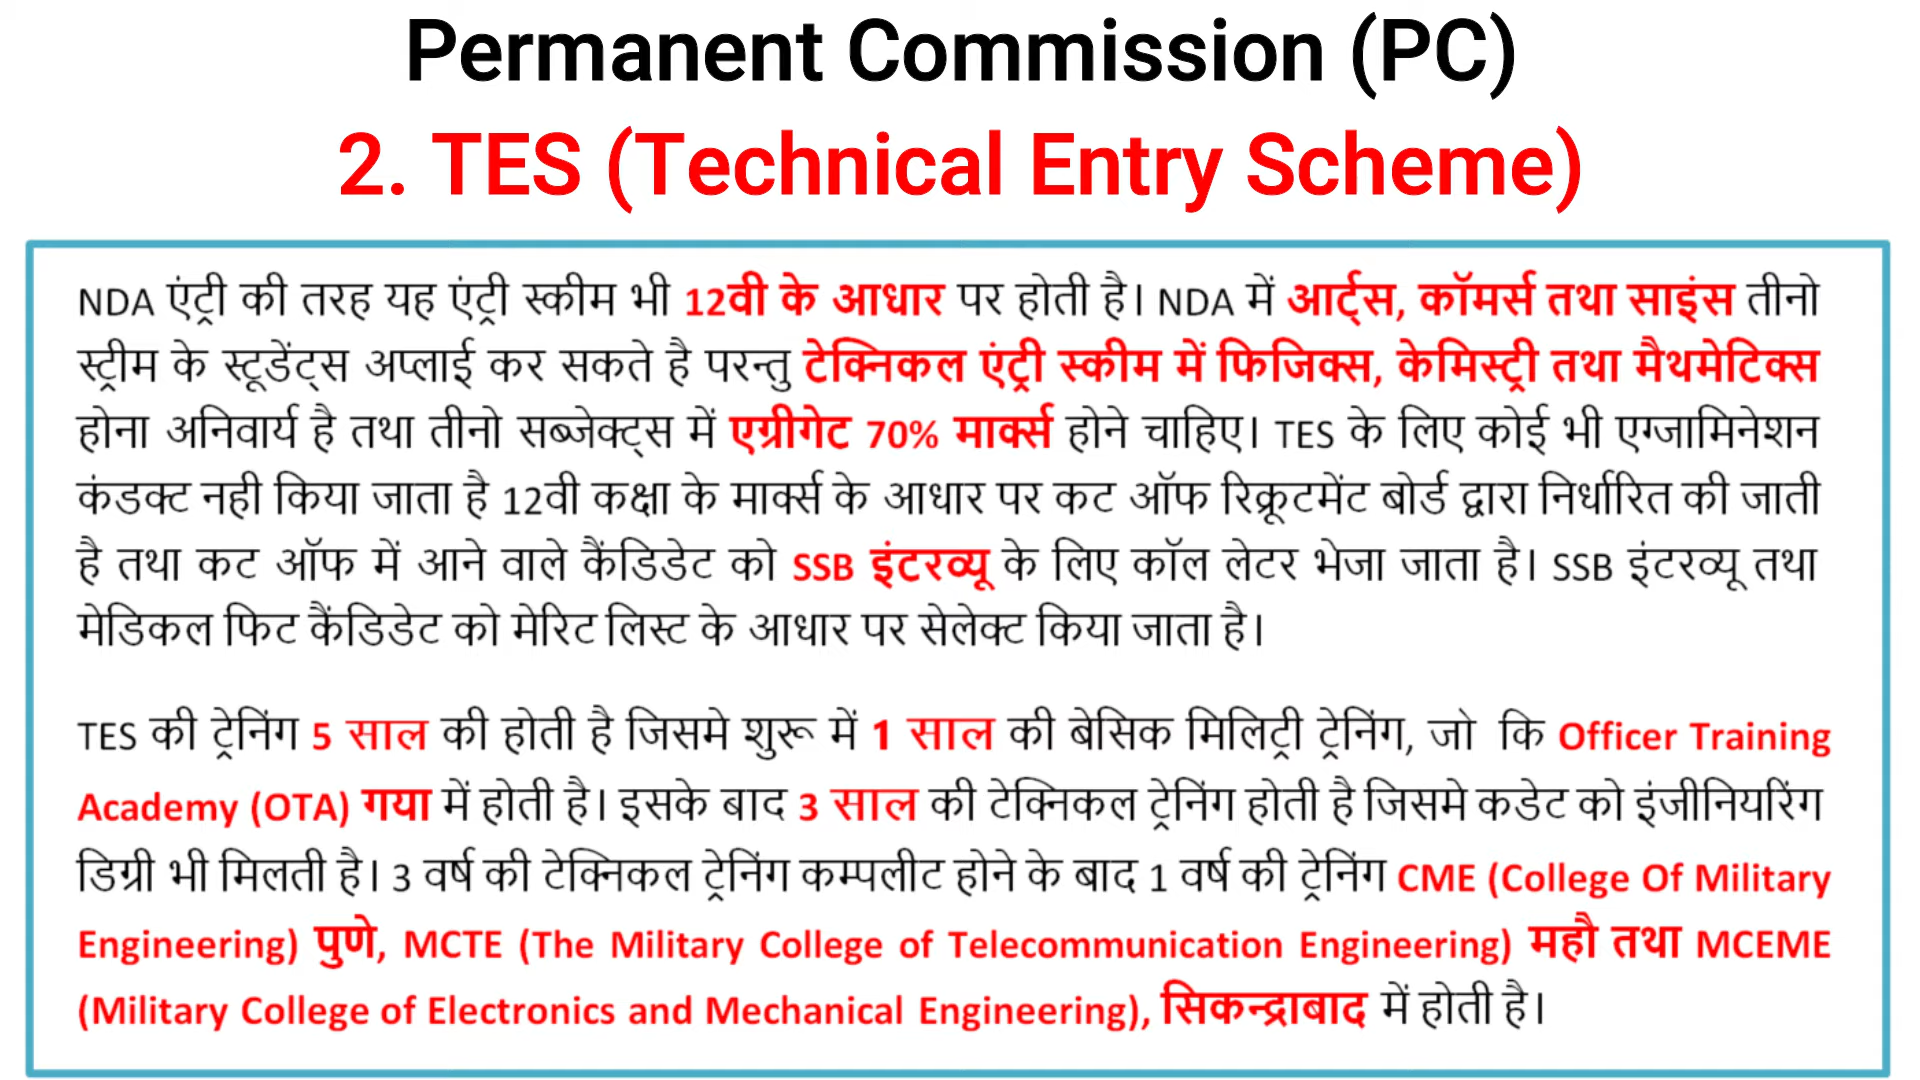 Permanent Commission (PC)
2. TES (Technical Entry Scheme)
NDA एंट्री की तरह यह एंट्री स्कीम भी 12वी के आधार पर होती है। NDA में आर्ट्स, कॉमर्स तथा साइंस तीनो
स्ट्रीम के स्टूडेंट्स अप्लाई कर सकते है परन्तु टेक्निकल एंट्री स्कीम में फिजिक्स, केमिस्ट्री तथा मैथमेटिक्स
होना अनिवार्य है तथा तीनो सब्जेक्ट्स में एग्रीगेट 70% मार्क्स होने चाहिए। TES के लिए कोई भी एग्जामिनेशन
कंडक्ट नही किया जाता है 12वी कक्षा के मार्क्स के आधार पर कट ऑफ रिक्रूटमेंट बोर्ड द्वारा निर्धारित की जाती
है तथा कट ऑफ में आने वाले कैंडिडेट को SSB इंटरव्यू के लिए कॉल लेटर भेजा जाता है। SSB इंटरव्यू तथा
मेडिकल फिट कैंडिडेट को मेरिट लिस्ट के आधार पर सेलेक्ट किया जाता है।
TES की ट्रेनिंग 5 साल की होती है जिसमे शुरू में 1 साल की बेसिक मिलिट्री ट्रेनिंग, जो कि Officer Training
Academy (OTA) गया में होती है। इसके बाद 3 साल की टेक्निकल ट्रेनिंग होती है जिसमे कडेट को इंजीनियरिंग
डिग्री भी मिलती है। 3 वर्ष की टेक्निकल ट्रेनिंग कम्पलीट होने के बाद 1 वर्ष की ट्रेनिंग CME (College Of Military
Engineering) पुणे, MCTE (The Military College of Telecommunication Engineering) महौ तथा MCEME
(Military College of Electronics and Mechanical Engineering), सिकन्द्राबाद में होती है।